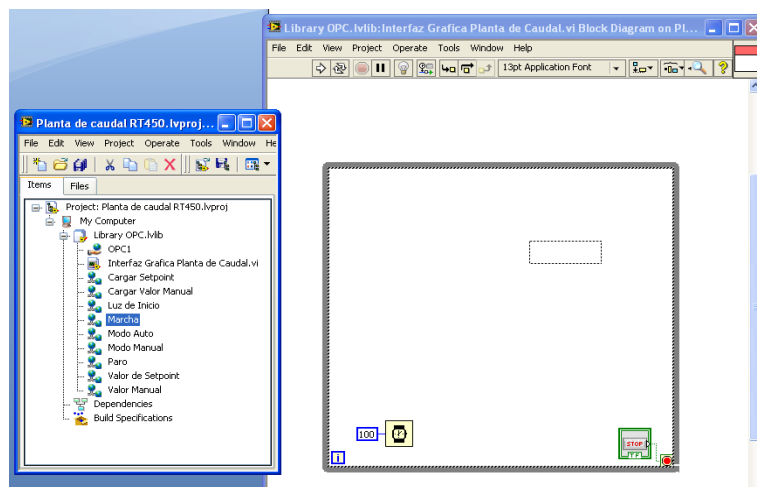 Library OPC.lvlib:Interfaz Grafica Planta de Caudal.vi Block Diagram on Pl...
File Edit View Project Operate Tools Window Help
13pt Application Font
Planta de caudal RT450.lvproj...
File Edit View Project Operate Tools Window He
Items Files
Project: Planta de caudal RT450.lvproj
My Computer
Library OPC.lvlib
OPC1
Interfaz Grafica Planta de Caudal.vi
Cargar Setpoint
Cargar Valor Manual
Luz de Inicio
Marcha
Modo Auto
Modo Manual
Paro
Valor de Setpoint
Valor Manual
Dependencies
Build Specifications
100
STOP
TF
i